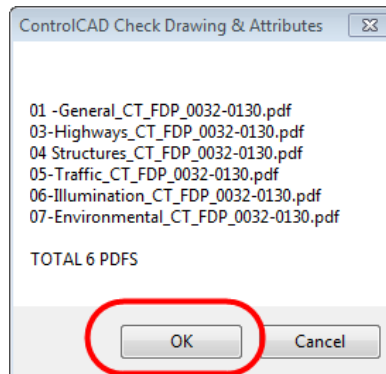 ControlCAD Check Drawing & Attributes
01 -General_CT_FDP_0032-0130.pdf
03-Highways_CT_FDP_0032-0130.pdf
04 Structures_CT_FDP_0032-0130.pdf
05-Traffic_CT_FDP_0032-0130.pdf
06-Illumination_CT_FDP_0032-0130.pdf
07-Environmental_CT_FDP_0032-0130.pdf
TOTAL 6 PDFS
OK Cancel